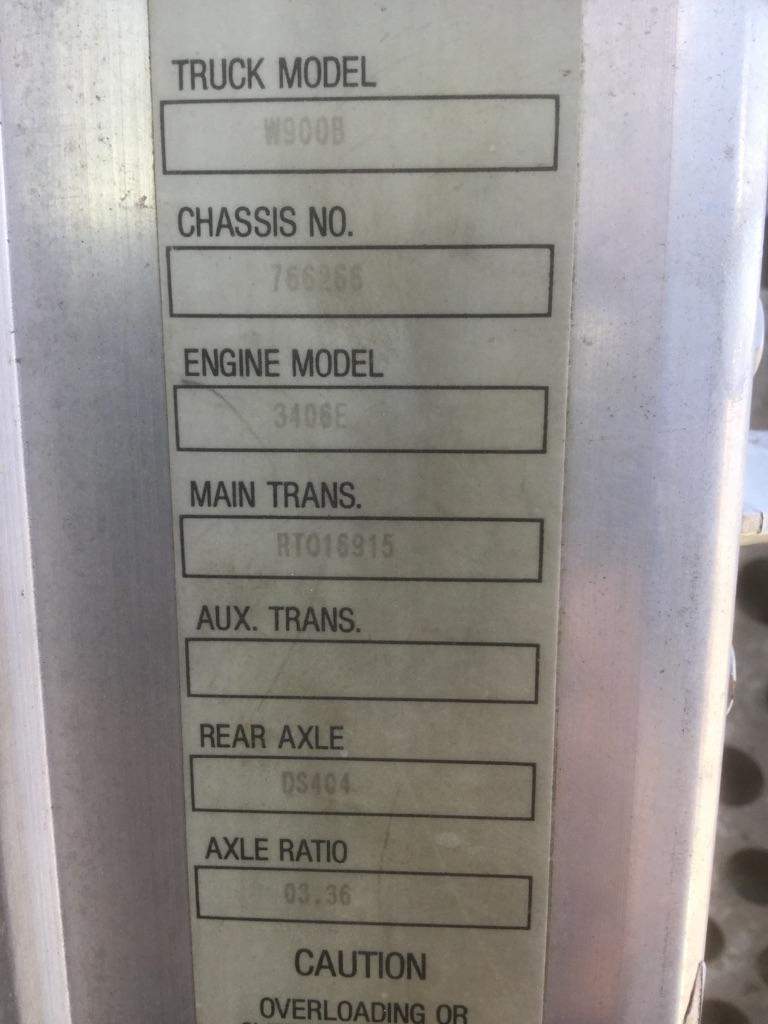 TRUCK MODEL
W900B
CHASSIS NO.
766266
ENGINE MODEL
3406E
MAIN TRANS.
RTO16915
AUX. TRANS.
REAR AXLE
DS404
AXLE RATIO
03.36
CAUTION
OVERLOADING OR